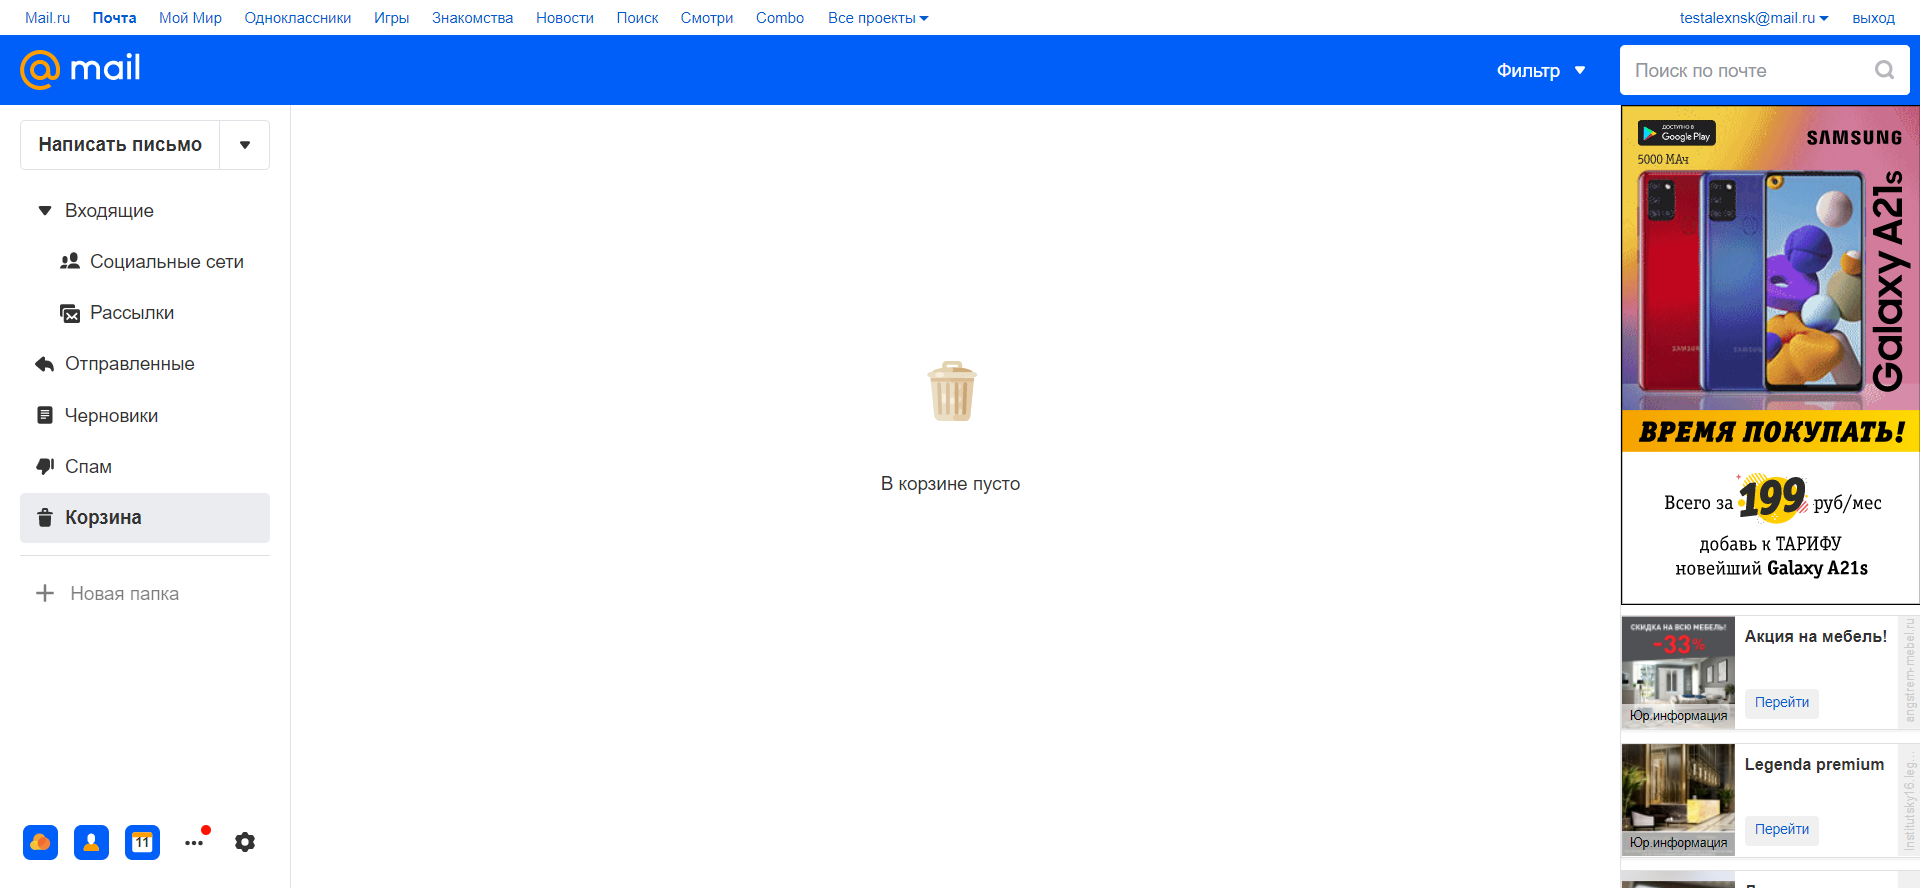 Mail.ru Почта Мой Мир Одноклассники Игры Знакомства Новости Поиск Смотри Combo Все проекты testalexnsk@mail.ru выход
@mail Фильтр Поиск по почте
Написать письмо
Входящие
Социальные сети
Рассылки
Отправленные
Черновики
Спам
Корзина
Новая папка
11
В корзине пусто
ДОСТУПНО В
Google Play
SAMSUNG
5000 МАч
Galaxy A21s
SAMSUNG
SAMSUNG
ВРЕМЯ ПОКУПАТЬ!
Всего за 199 руб/мес
добавь к ТАРИФУ
новейший Galaxy A21s
СКИДКА НА ВСЮ МЕБЕЛЬ!
-33%
Юр.информация
Акция на мебель!
Перейти
angstrem-mebel.ru
Legenda premium
Юр.информация
Перейти
Institutsky16.leg...